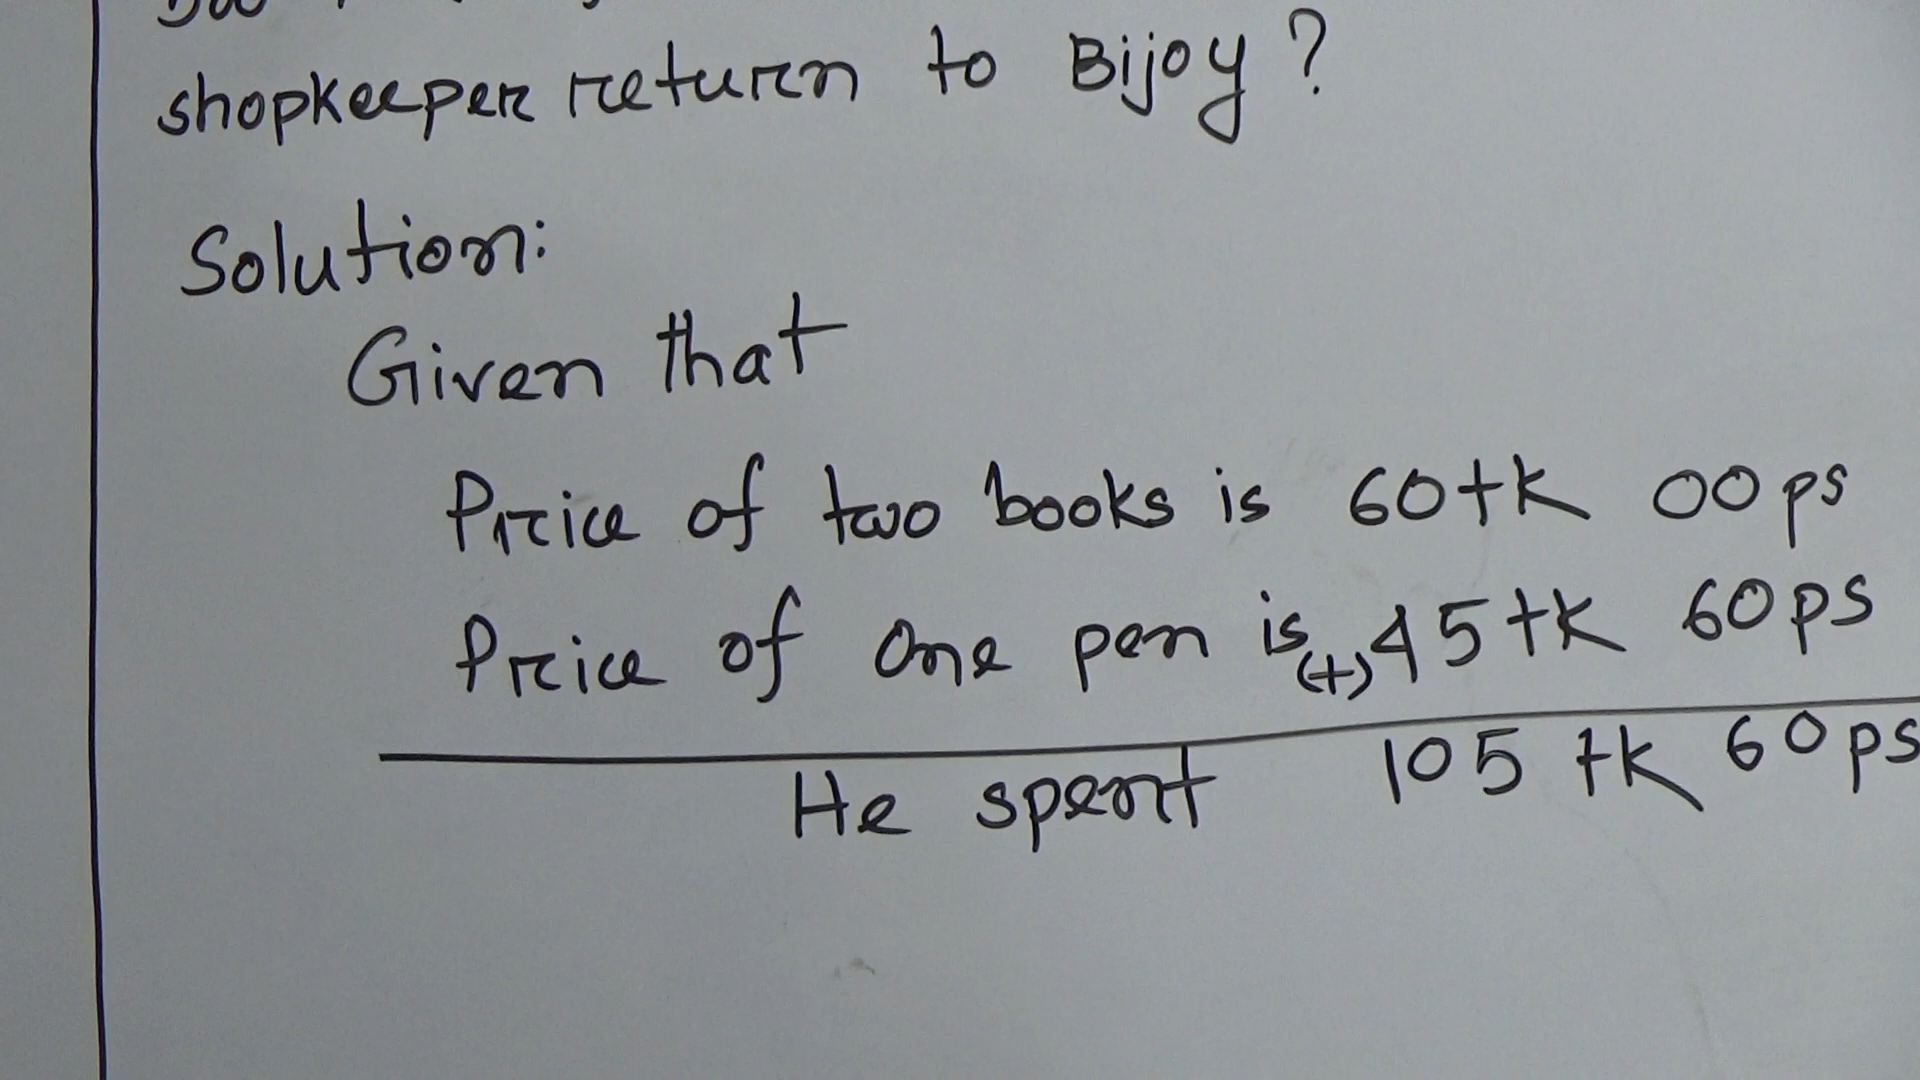 shopkeeper return to Bijoy ?
Solution:
Given that
Price of two books is 60tk 00ps
Price of one pen is (+) 45tk 60ps
He spent 105 tk 60ps